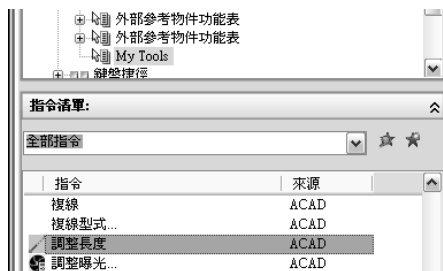 外部參考物件功能表
外部參考物件功能表
My Tools
鍵盤捷徑
指令清單:
全部指令
指令 來源
複線 ACAD
複線型式... ACAD
調整長度 ACAD
調整曝光... ACAD